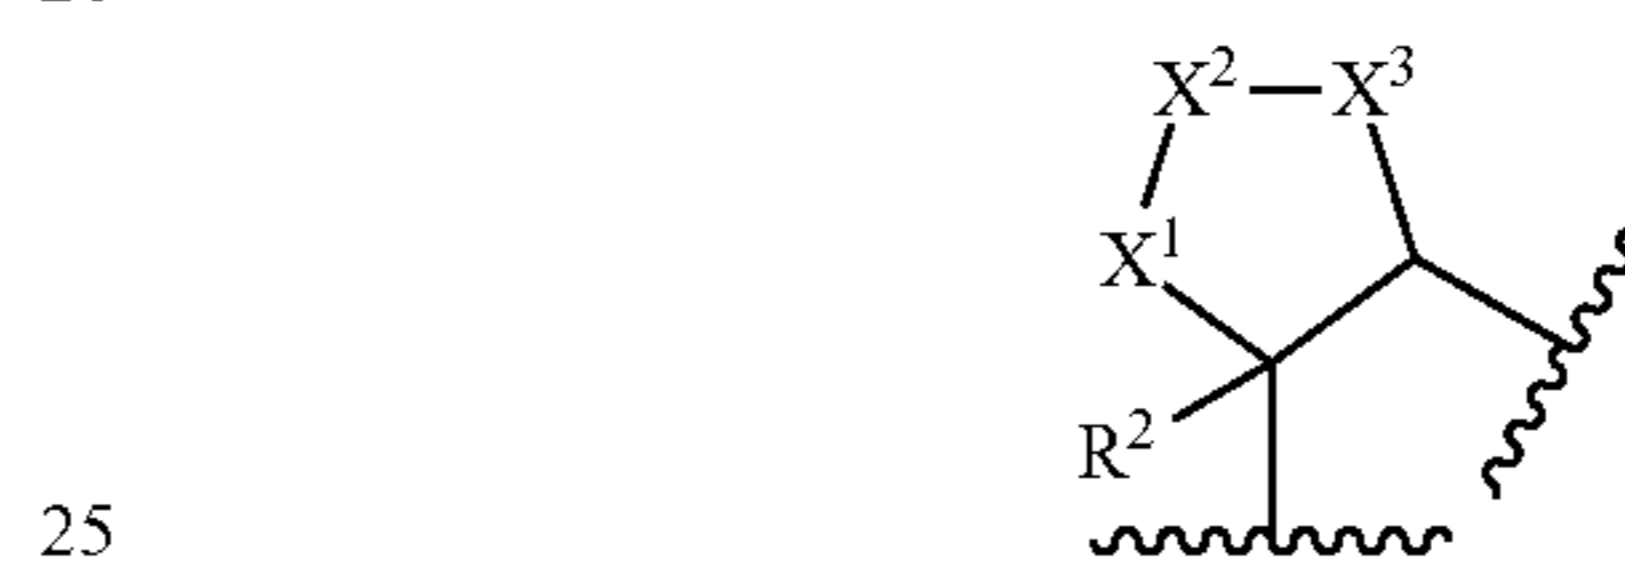 X² — X³
X¹
R²
25